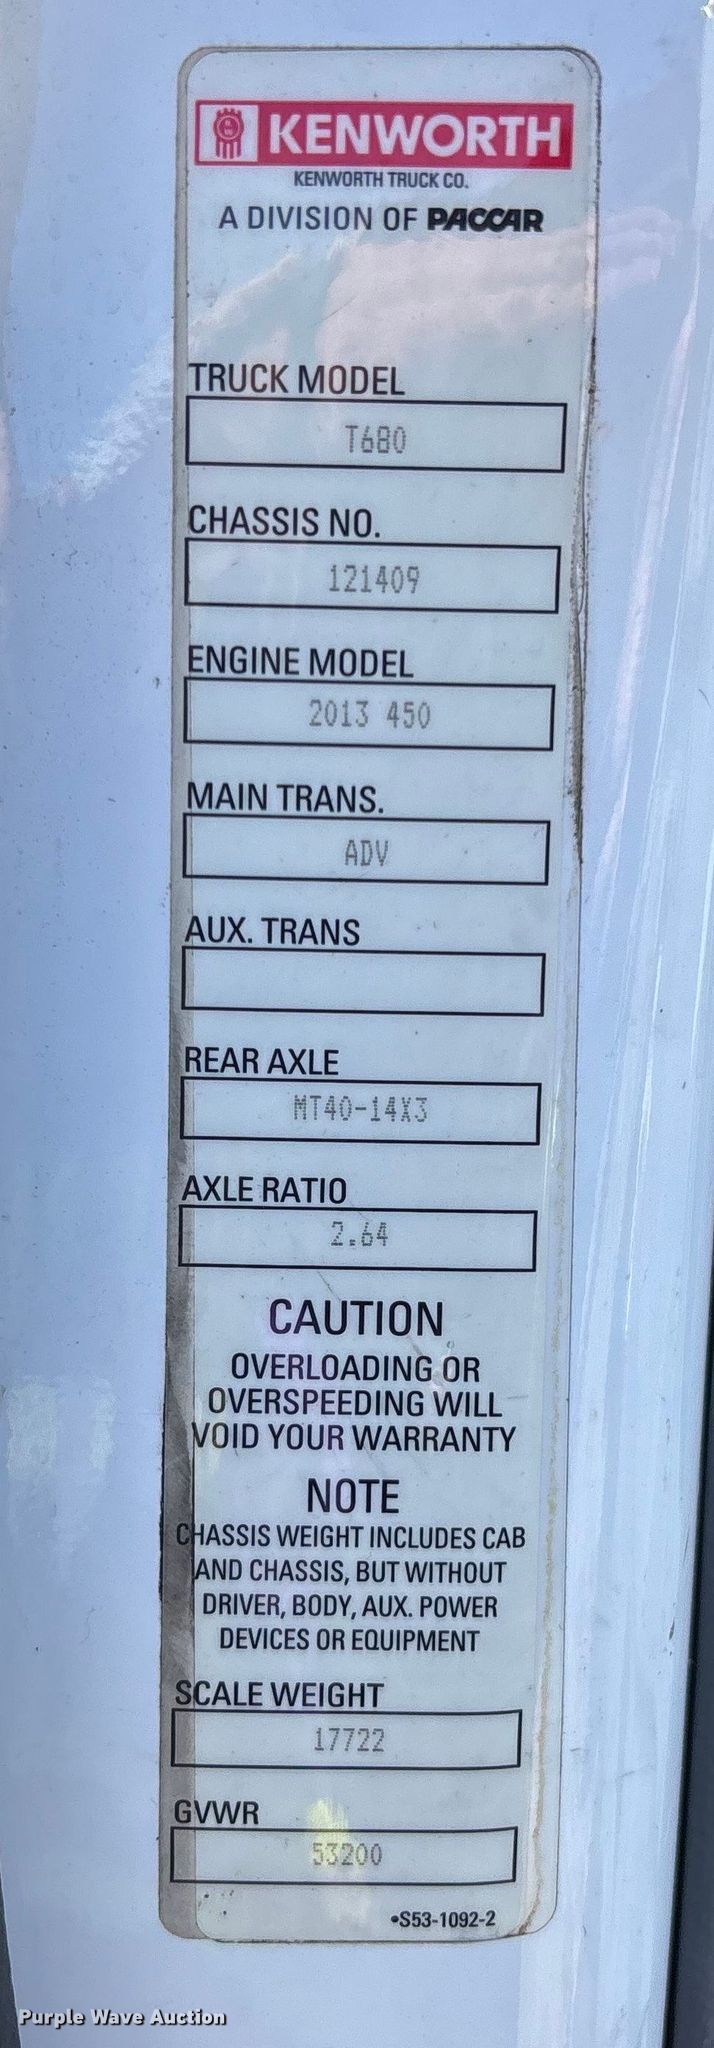 KENWORTH
KENWORTH TRUCK CO.
A DIVISION OF PACCAR
TRUCK MODEL
T680
CHASSIS NO.
121409
ENGINE MODEL
2013 450
MAIN TRANS.
ADV
AUX. TRANS
REAR AXLE
MT40-14X3
AXLE RATIO
2.64
CAUTION
OVERLOADING OR
OVERSPEEDING WILL
VOID YOUR WARRANTY
NOTE
CHASSIS WEIGHT INCLUDES CAB
AND CHASSIS, BUT WITHOUT
DRIVER, BODY, AUX. POWER
DEVICES OR EQUIPMENT
SCALE WEIGHT
17722
GVWR
53200
•S53-1092-2
Purple Wave Auction